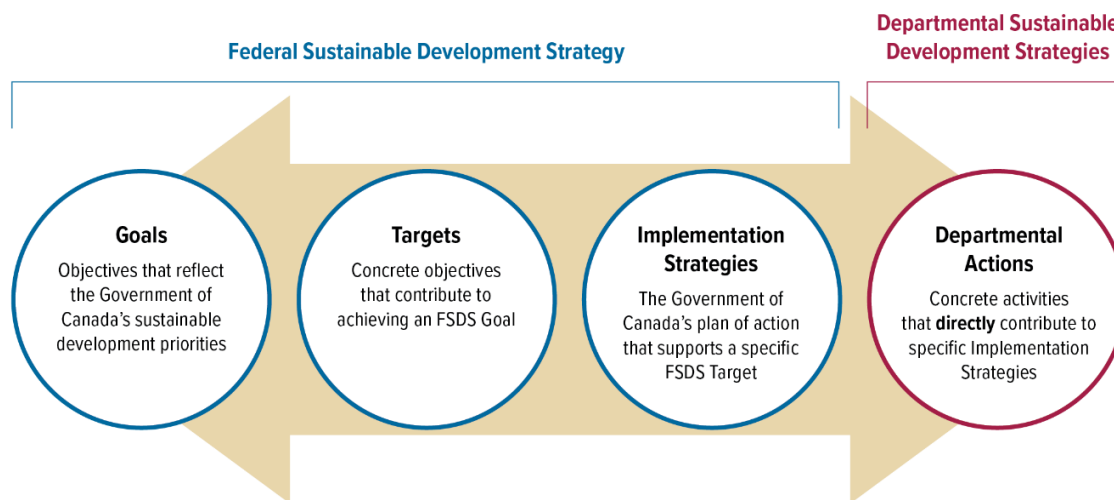 Federal Sustainable Development Strategy
Departmental Sustainable
Development Strategies
Goals
Objectives that reflect
the Government of
Canada’s sustainable
development priorities
Targets
Concrete objectives
that contribute to
achieving an FSDS Goal
Implementation
Strategies
The Government of
Canada’s plan of action
that supports a specific
FSDS Target
Departmental
Actions
Concrete activities
that directly contribute to
specific Implementation
Strategies